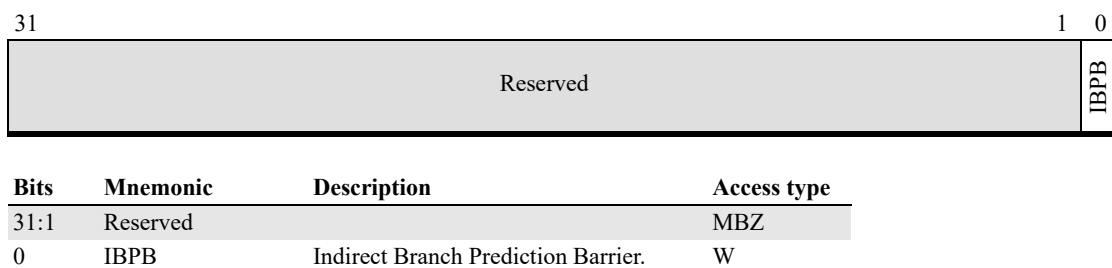 31 1 0
Reserved IBPB
Bits Mnemonic Description Access type
31:1 Reserved MBZ
0 IBPB Indirect Branch Prediction Barrier. W